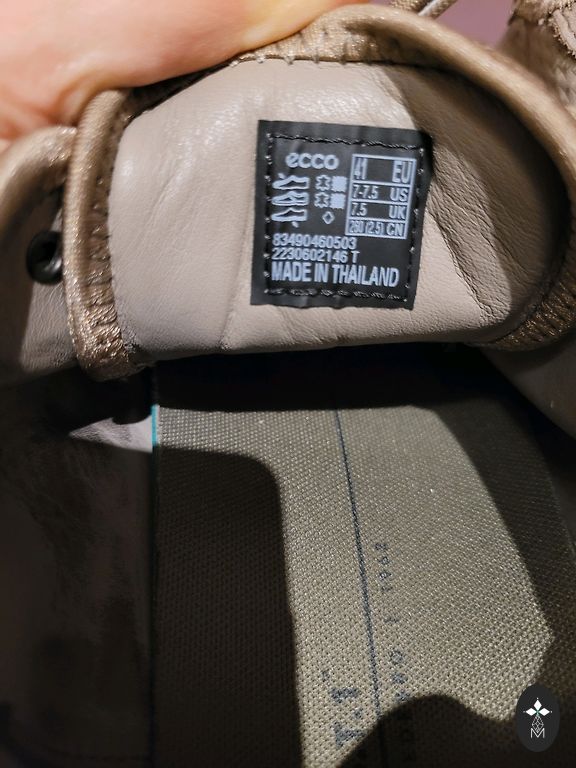 ecco
41 EU
7-7.5 US
7.5 UK
260 (2.5) CN
83490460503
2230602146 T
MADE IN THAILAND
1962